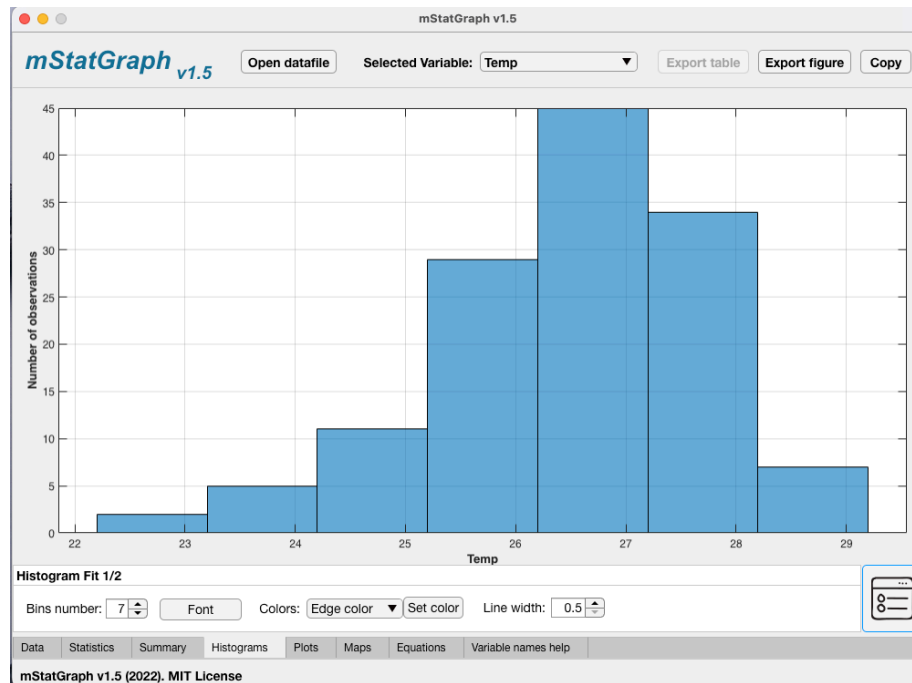 mStatGraph v1.5
mStatGraph v1.5
Open datafile
Selected Variable: Temp
Export table
Export figure
Copy
45
40
35
30
25
20
15
10
5
0
Number of observations
22 23 24 25 26 27 28 29
Temp
Histogram Fit 1/2
Bins number: 7
Font
Colors: Edge color
Set color
Line width: 0.5
Data Statistics Summary Histograms Plots Maps Equations Variable names help
mStatGraph v1.5 (2022). MIT License